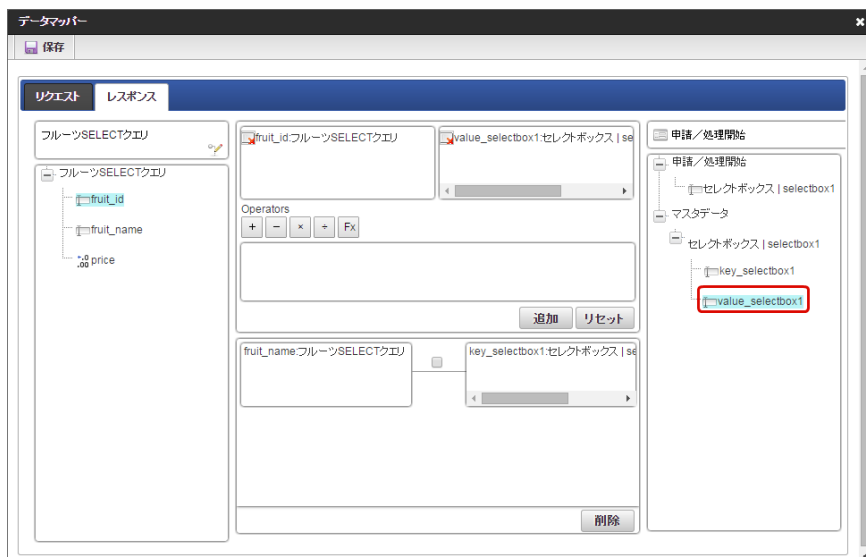 データマッパー
保存
リクエスト レスポンス
フルーツSELECTクエリ
フルーツSELECTクエリ
fruit_id
fruit_name
price
fruit_id:フルーツSELECTクエリ
value_selectbox1:セレクトボックス | se
Operators
+ − × ÷ Fx
追加 リセット
fruit_name:フルーツSELECTクエリ
key_selectbox1:セレクトボックス | se
削除
申請／処理開始
申請／処理開始
セレクトボックス | selectbox1
マスタデータ
セレクトボックス | selectbox1
key_selectbox1
value_selectbox1